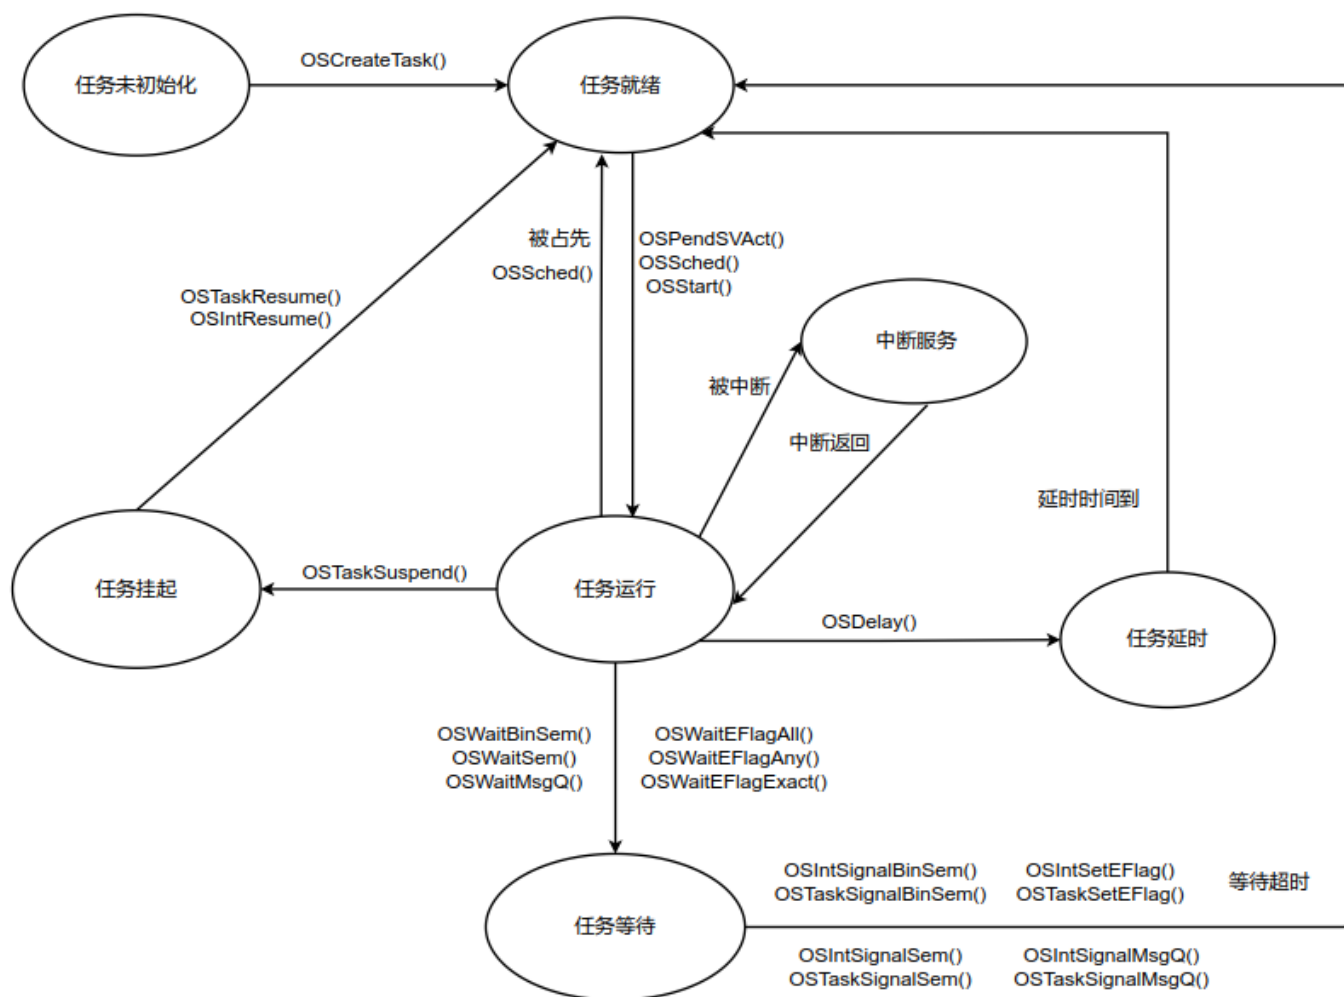 任务未初始化
OSCreateTask()
任务就绪
被占先
OSSched()
OSPendSVAct()
OSSched()
OSStart()
OSTaskResume()
OSIntResume()
中断服务
被中断
中断返回
延时时间到
任务挂起
OSTaskSuspend()
任务运行
OSDelay()
任务延时
OSWaitBinSem()
OSWaitSem()
OSWaitMsgQ()
OSWaitEFlagAll()
OSWaitEFlagAny()
OSWaitEFlagExact()
任务等待
OSIntSignalBinSem()
OSTaskSignalBinSem()
OSIntSetEFlag()
OSTaskSetEFlag()
等待超时
OSIntSignalSem()
OSTaskSignalSem()
OSIntSignalMsgQ()
OSTaskSignalMsgQ()